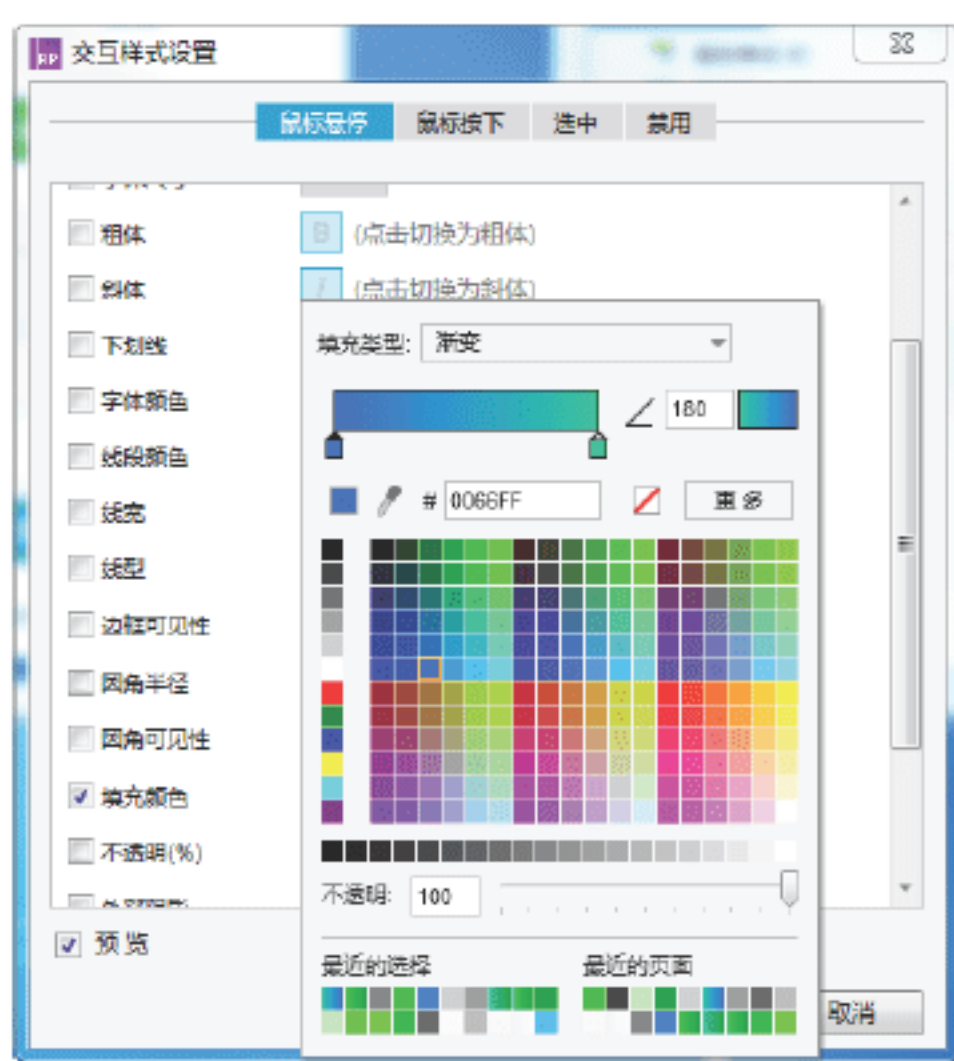 RP 交互样式设置
鼠标悬停 鼠标按下 选中 禁用
粗体 B (点击切换为粗体)
斜体 I (点击切换为斜体)
下划线
字体颜色
线段颜色
线宽
线型
边框可见性
圆角半径
圆角可见性
填充颜色
不透明(%)
预览
填充类型: 渐变
180
# 0066FF 更多
不透明: 100
最近的选择 最近的页面
取消